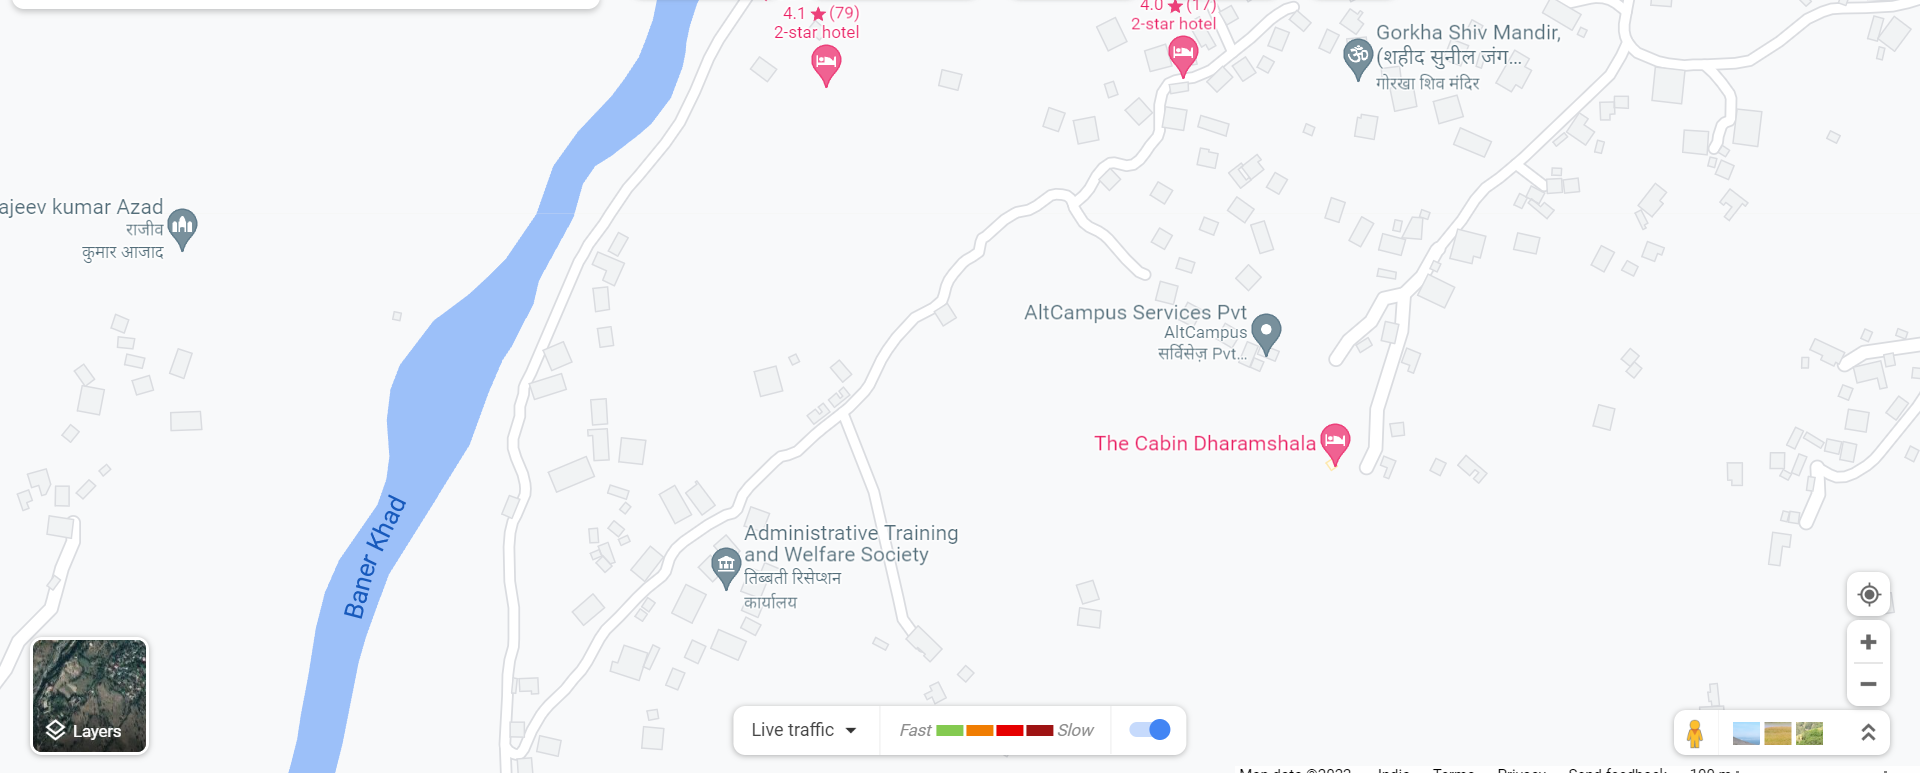 4.1 ★ (79)
2-star hotel
4.0 ★ (17)
2-star hotel
Gorkha Shiv Mandir,
(शहीद सुनील जंग...
गोरखा शिव मंदिर
ajeev kumar Azad
राजीव
कुमार आजाद
AltCampus Services Pvt
AltCampus
सर्विसेज़ Pvt...
The Cabin Dharamshala
Baner Khad
Administrative Training
and Welfare Society
तिब्बती रिसेप्शन
कार्यालय
Layers
Live traffic
Fast
Slow
Map data ©2023 India Terms Privacy Send feedback 100 m